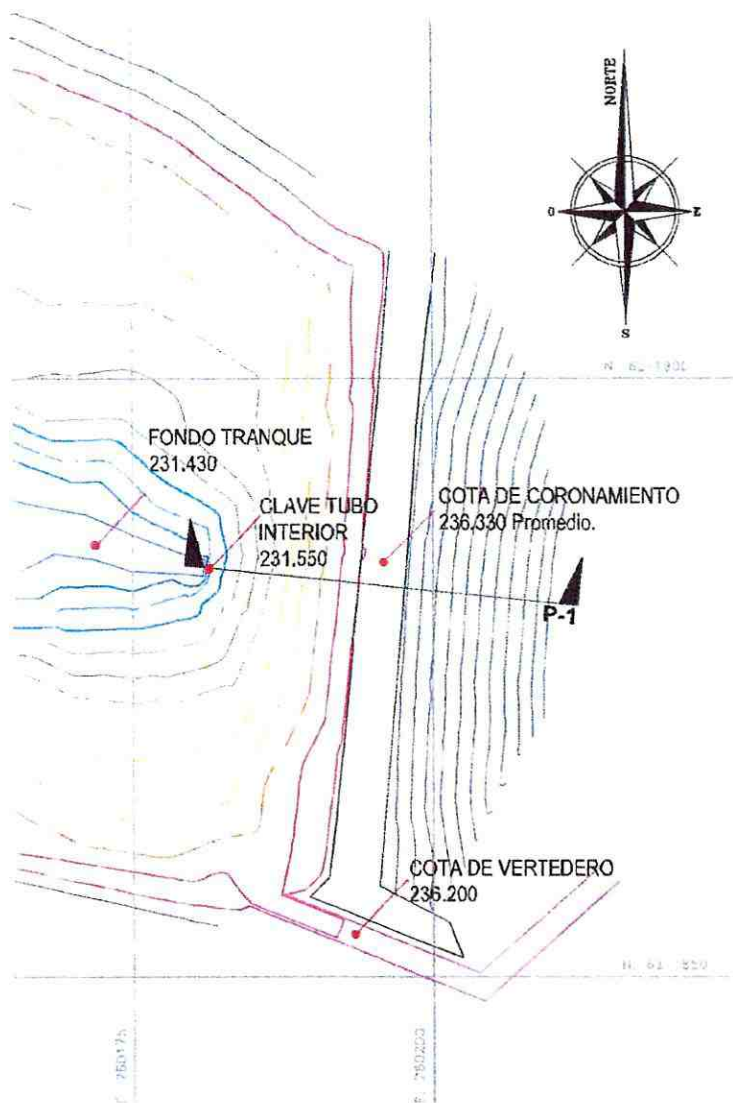 NORTE
O
E
S
FONDO TRANQUE
231.430
CLAVE TUBO
INTERIOR
231.550
COTA DE CORONAMIENTO
236,330 Promedio.
P-1
COTA DE VERTEDERO
236.200